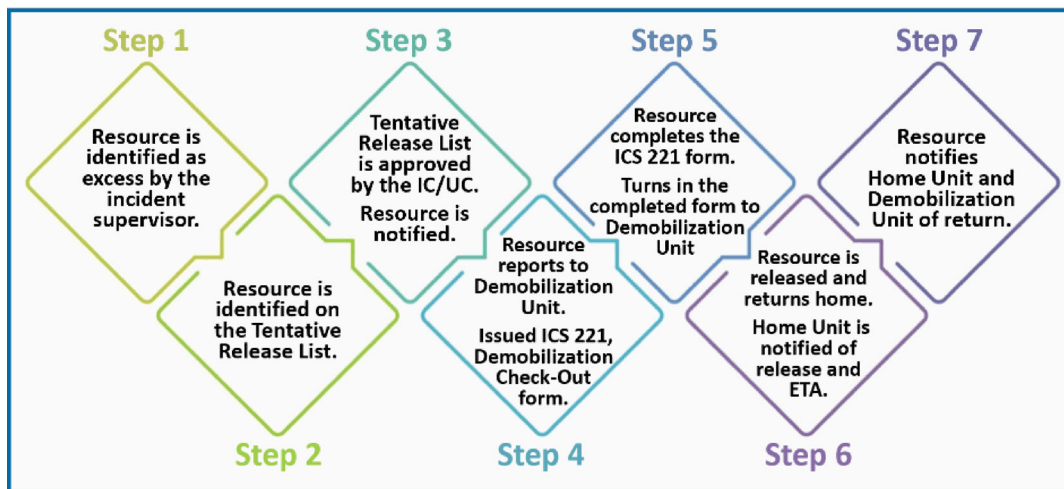 Step 1
Resource is
identified as
excess by the
incident
supervisor.
Step 2
Resource is
identified on
the Tentative
Release List.
Step 3
Tentative
Release List
is approved
by the IC/UC.
Resource is
notified.
Step 4
Resource
reports to
Demobilization
Unit.
Issued ICS 221,
Demobilization
Check-Out
form.
Step 5
Resource
completes the
ICS 221 form.
Turns in the
completed form to
Demobilization
Unit
Step 6
Resource is
released and
returns home.
Home Unit is
notified of
release and
ETA.
Step 7
Resource
notifies
Home Unit and
Demobilization
Unit of return.